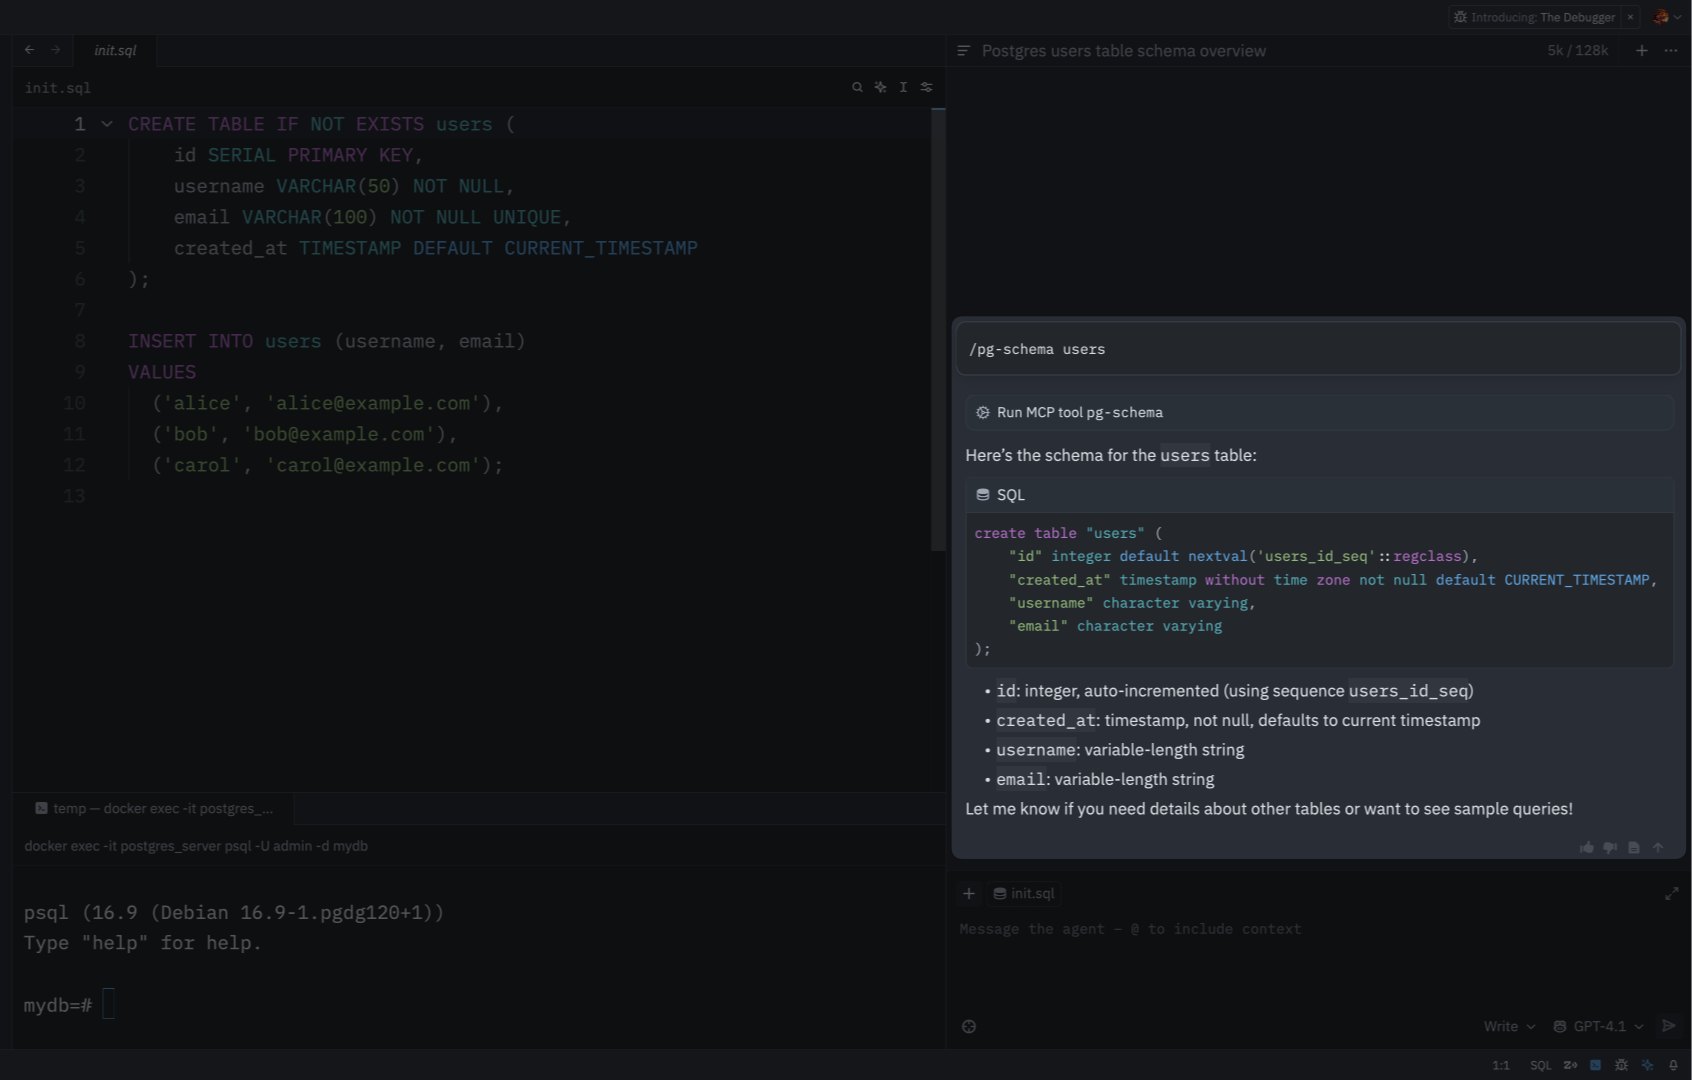 Introducing: The Debugger ×
init.sql
Postgres users table schema overview
5k / 128k
init.sql
1 CREATE TABLE IF NOT EXISTS users (
2 id SERIAL PRIMARY KEY,
3 username VARCHAR(50) NOT NULL,
4 email VARCHAR(100) NOT NULL UNIQUE,
5 created_at TIMESTAMP DEFAULT CURRENT_TIMESTAMP
6 );
7
8 INSERT INTO users (username, email)
9 VALUES
10 ('alice', 'alice@example.com'),
11 ('bob', 'bob@example.com'),
12 ('carol', 'carol@example.com');
13
temp — docker exec -it postgres_...
docker exec -it postgres_server psql -U admin -d mydb
psql (16.9 (Debian 16.9-1.pgdg120+1))
Type "help" for help.
mydb=#
/pg-schema users
Run MCP tool pg-schema
Here’s the schema for the users table:
SQL
create table "users" (
"id" integer default nextval('users_id_seq'::regclass),
"created_at" timestamp without time zone not null default CURRENT_TIMESTAMP,
"username" character varying,
"email" character varying
);
• id: integer, auto-incremented (using sequence users_id_seq)
• created_at: timestamp, not null, defaults to current timestamp
• username: variable-length string
• email: variable-length string
Let me know if you need details about other tables or want to see sample queries!
init.sql
Message the agent — @ to include context
Write
GPT-4.1
1:1
SQL